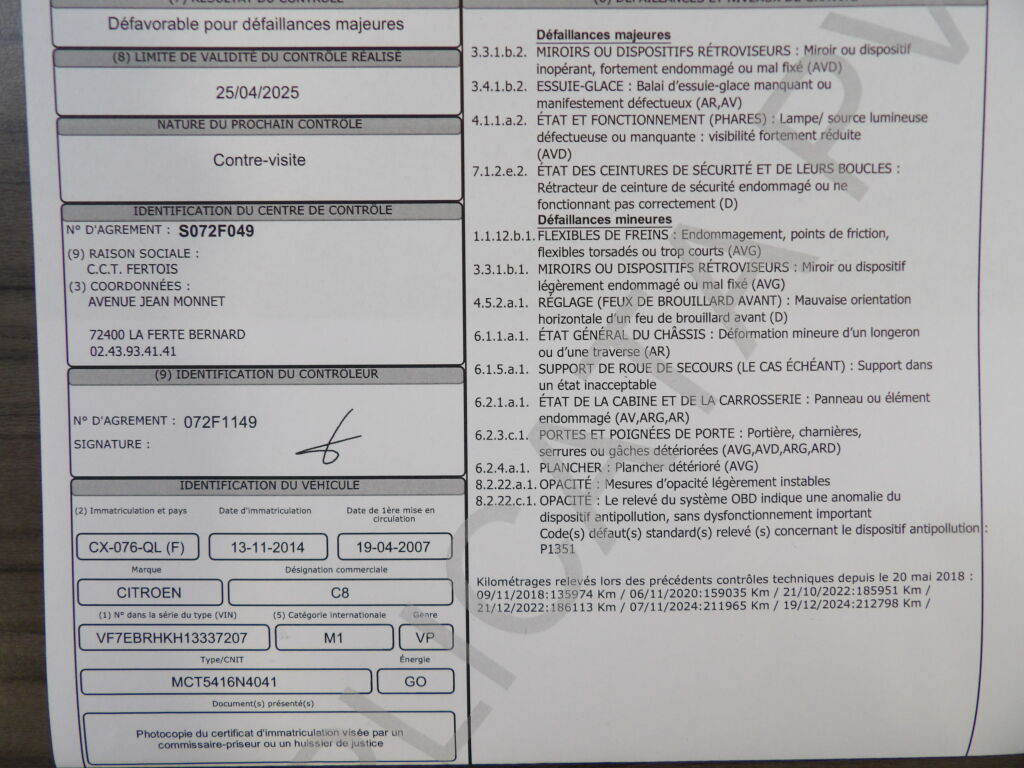 (7) RÉSULTAT DU CONTRÔLE
Défavorable pour défaillances majeures
(8) LIMITE DE VALIDITÉ DU CONTRÔLE RÉALISÉ
25/04/2025
NATURE DU PROCHAIN CONTRÔLE
Contre-visite
IDENTIFICATION DU CENTRE DE CONTRÔLE
N° D'AGREMENT : S072F049
(9) RAISON SOCIALE :
C.C.T. FERTOIS
(3) COORDONNÉES :
AVENUE JEAN MONNET
72400 LA FERTE BERNARD
02.43.93.41.41
(9) IDENTIFICATION DU CONTRÔLEUR
N° D'AGREMENT : 072F1149
SIGNATURE :
IDENTIFICATION DU VÉHICULE
(2) Immatriculation et pays Date d'immatriculation Date de 1ère mise en
circulation
CX-076-QL (F) 13-11-2014 19-04-2007
Marque Désignation commerciale
CITROEN C8
(1) N° dans la série du type (VIN) (5) Catégorie internationale Genre
VF7EBRHKH13337207 M1 VP
Type/CNIT Énergie
MCT5416N4041 GO
Document(s) présenté(s)
Photocopie du certificat d'immatriculation visée par un
commissaire-priseur ou un huissier de justice
Défaillances majeures
3.3.1.b.2. MIROIRS OU DISPOSITIFS RÉTROVISEURS : Miroir ou dispositif
inopérant, fortement endommagé ou mal fixé (AVD)
3.4.1.b.2. ESSUIE-GLACE : Balai d'essuie-glace manquant ou
manifestement défectueux (AR,AV)
4.1.1.a.2. ÉTAT ET FONCTIONNEMENT (PHARES) : Lampe/ source lumineuse
défectueuse ou manquante : visibilité fortement réduite
(AVD)
7.1.2.e.2. ÉTAT DES CEINTURES DE SÉCURITÉ ET DE LEURS BOUCLES :
Rétracteur de ceinture de sécurité endommagé ou ne
fonctionnant pas correctement (D)
Défaillances mineures
1.1.12.b.1. FLEXIBLES DE FREINS : Endommagement, points de friction,
flexibles torsadés ou trop courts (AVG)
3.3.1.b.1. MIROIRS OU DISPOSITIFS RÉTROVISEURS : Miroir ou dispositif
légèrement endommagé ou mal fixé (AVG)
4.5.2.a.1. RÉGLAGE (FEUX DE BROUILLARD AVANT) : Mauvaise orientation
horizontale d'un feu de brouillard avant (D)
6.1.1.a.1. ÉTAT GÉNÉRAL DU CHÂSSIS : Déformation mineure d'un longeron
ou d'une traverse (AR)
6.1.5.a.1. SUPPORT DE ROUE DE SECOURS (LE CAS ÉCHÉANT) : Support dans
un état inacceptable
6.2.1.a.1. ÉTAT DE LA CABINE ET DE LA CARROSSERIE : Panneau ou élément
endommagé (AV,ARG,AR)
6.2.3.c.1. PORTES ET POIGNÉES DE PORTE : Portière, charnières,
serrures ou gâches détériorées (AVG,AVD,ARG,ARD)
6.2.4.a.1. PLANCHER : Plancher détérioré (AVG)
8.2.22.a.1. OPACITÉ : Mesures d'opacité légèrement instables
8.2.22.c.1. OPACITÉ : Le relevé du système OBD indique une anomalie du
dispositif antipollution, sans dysfonctionnement important
Code(s) défaut(s) standard(s) relevé (s) concernant le dispositif antipollution :
P1351
Kilométrages relevés lors des précédents contrôles techniques depuis le 20 mai 2018 :
09/11/2018:135974 Km / 06/11/2020:159035 Km / 21/10/2022:185951 Km /
21/12/2022:186113 Km / 07/11/2024:211965 Km / 19/12/2024:212798 Km /